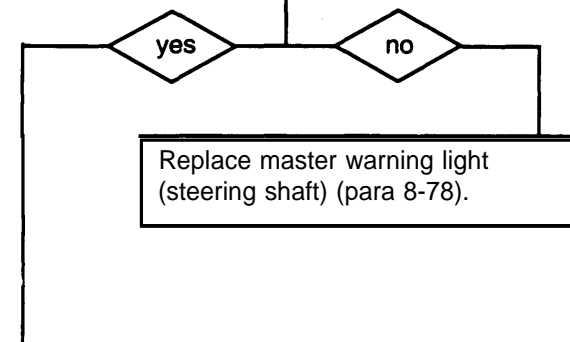 yes
no
Replace master warning light
(steering shaft) (para 8-78).